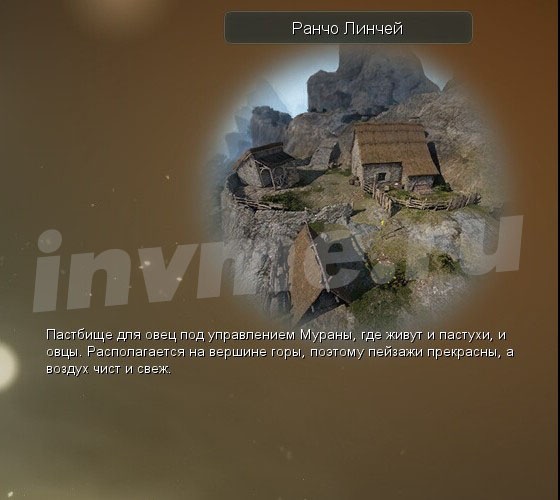 Ранчо Линчей
invme.ru
Пастбище для овец под управлением Мураны, где живут и пастухи, и
овцы. Располагается на вершине горы, поэтому пейзажи прекрасны, а
воздух чист и свеж.